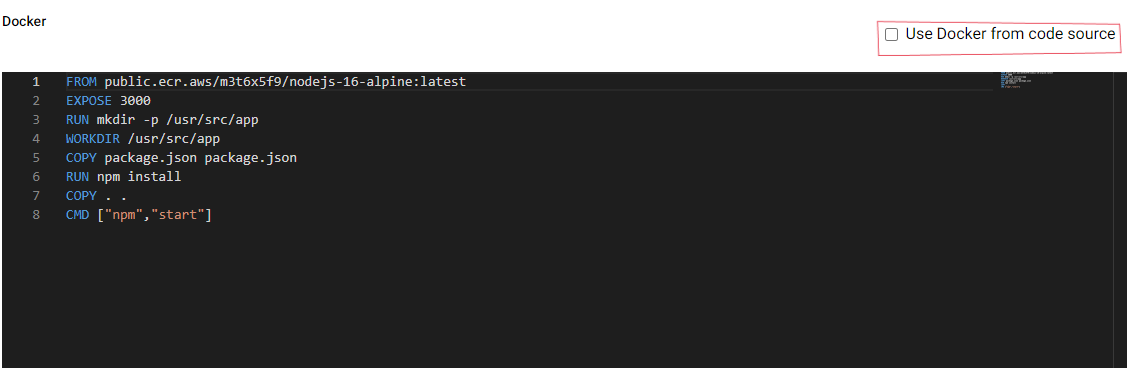 Docker
Use Docker from code source
1 FROM public.ecr.aws/m3t6x5f9/nodejs-16-alpine:latest
2 EXPOSE 3000
3 RUN mkdir -p /usr/src/app
4 WORKDIR /usr/src/app
5 COPY package.json package.json
6 RUN npm install
7 COPY . .
8 CMD ["npm","start"]